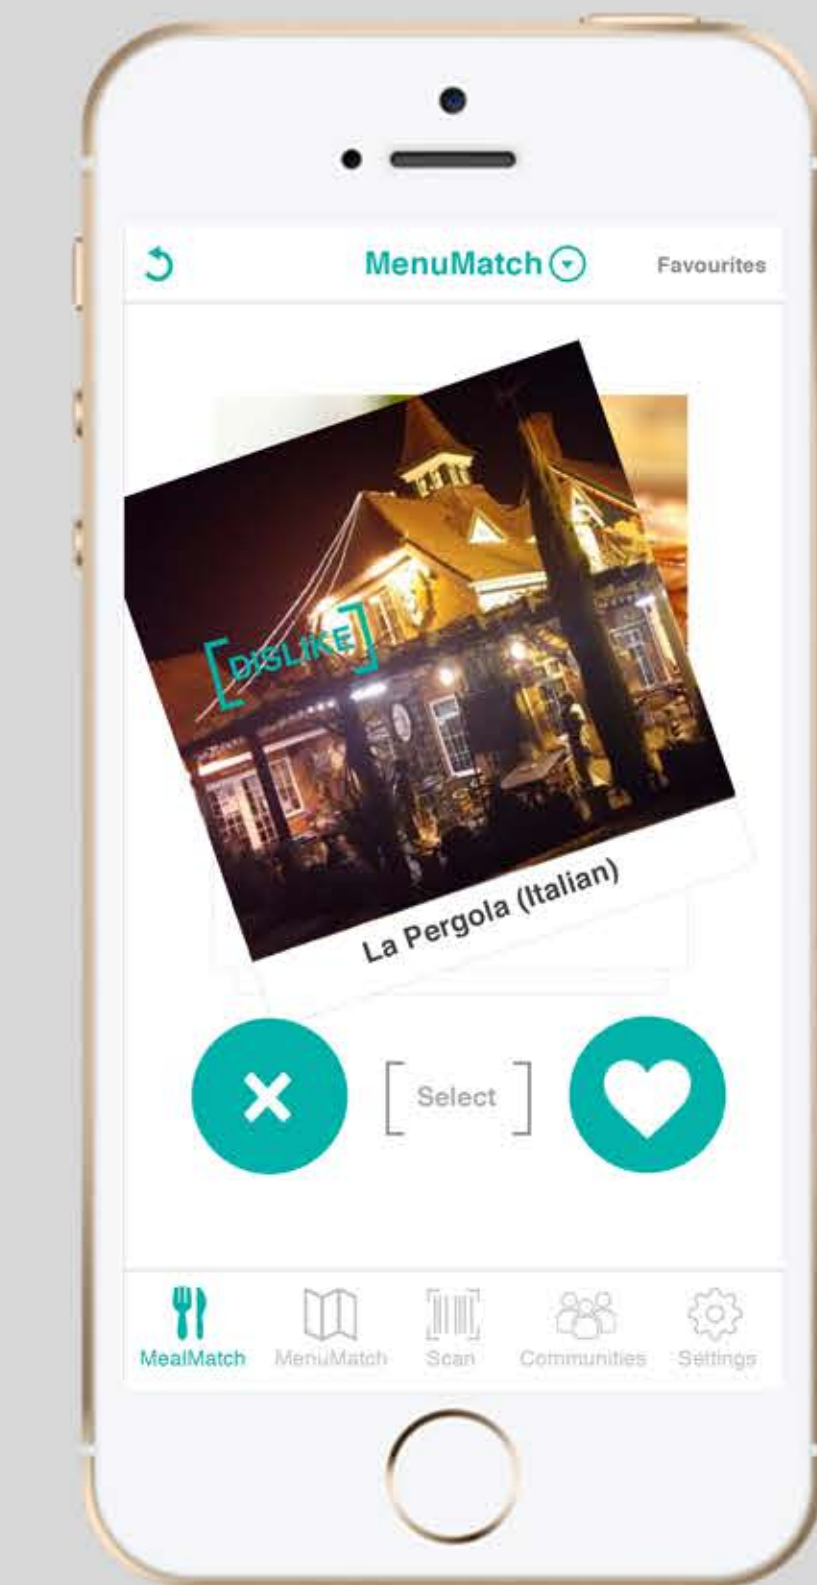 MenuMatch
Favourites
[DISLIKE]
La Pergola (Italian)
[ Select ]
MealMatch
MenuMatch
Scan
Communities
Settings